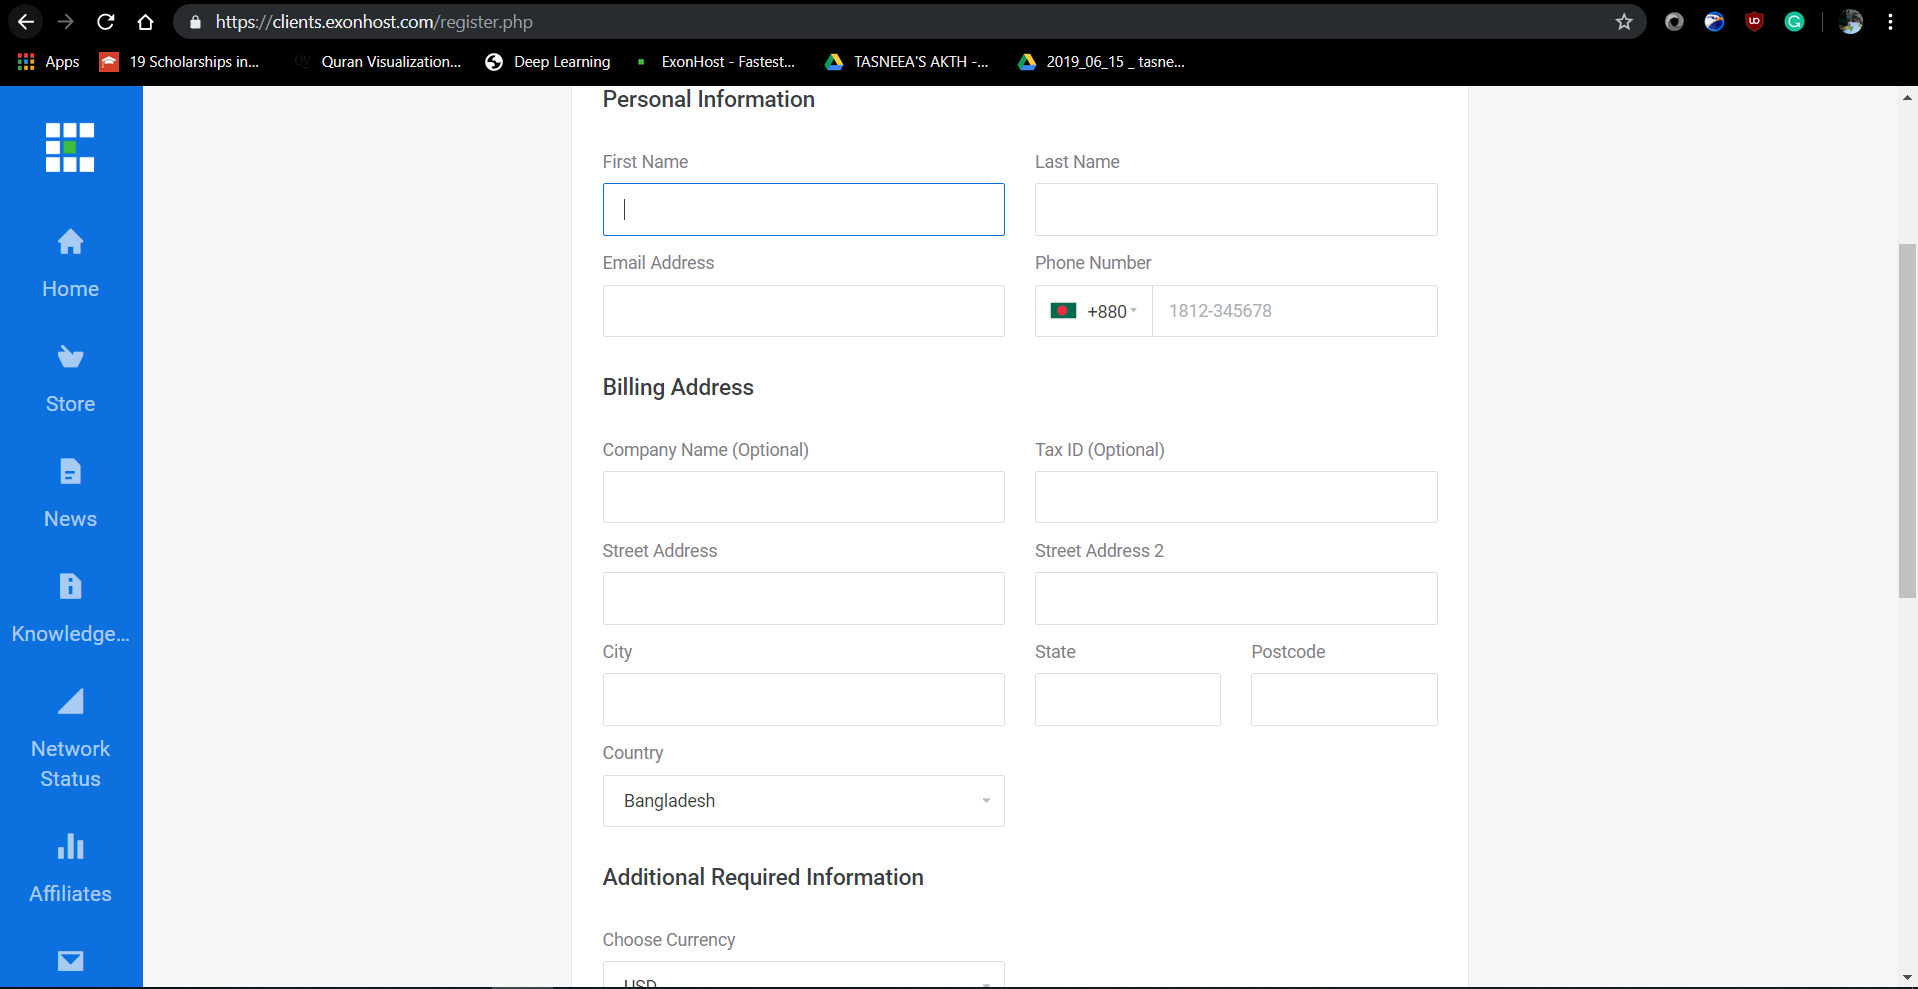 https://clients.exonhost.com/register.php
Apps 19 Scholarships in... QV Quran Visualization... Deep Learning ExonHost - Fastest... TASNEEA'S AKTH -... 2019_06_15 _ tasne...
Home
Store
News
Knowledge...
Network
Status
Affiliates
Personal Information
First Name Last Name
Email Address Phone Number
+880 1812-345678
Billing Address
Company Name (Optional) Tax ID (Optional)
Street Address Street Address 2
City State Postcode
Country
Bangladesh
Additional Required Information
Choose Currency
USD